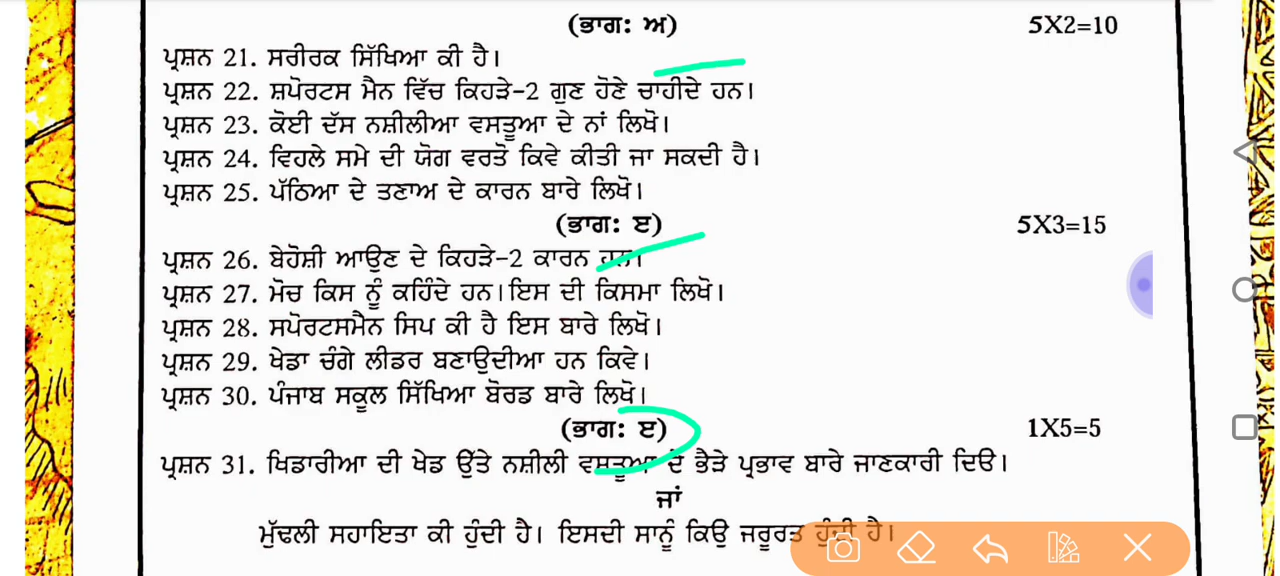 (ਭਾਗ: ਅ) 5X2=10
ਪ੍ਰਸ਼ਨ 21. ਸਰੀਰਕ ਸਿੱਖਿਆ ਕੀ ਹੈ।
ਪ੍ਰਸ਼ਨ 22. ਸ਼ਪੋਰਟਸ ਮੈਨ ਵਿੱਚ ਕਿਹੜੇ-2 ਗੁਣ ਹੋਣੇ ਚਾਹੀਦੇ ਹਨ।
ਪ੍ਰਸ਼ਨ 23. ਕੋਈ ਦੱਸ ਨਸ਼ੀਲੀਆ ਵਸਤੂਆ ਦੇ ਨਾਂ ਲਿਖੋ।
ਪ੍ਰਸ਼ਨ 24. ਵਿਹਲੇ ਸਮੇ ਦੀ ਯੋਗ ਵਰਤੋ ਕਿਵੇ ਕੀਤੀ ਜਾ ਸਕਦੀ ਹੈ।
ਪ੍ਰਸ਼ਨ 25. ਪੱਠਿਆ ਦੇ ਤਣਾਅ ਦੇ ਕਾਰਨ ਬਾਰੇ ਲਿਖੋ।
(ਭਾਗ: ੲ) 5X3=15
ਪ੍ਰਸ਼ਨ 26. ਬੇਹੋਸ਼ੀ ਆਉਣ ਦੇ ਕਿਹੜੇ-2 ਕਾਰਨ ਹਨ।
ਪ੍ਰਸ਼ਨ 27. ਮੋਚ ਕਿਸ ਨੂੰ ਕਹਿੰਦੇ ਹਨ।ਇਸ ਦੀ ਕਿਸਮਾ ਲਿਖੋ।
ਪ੍ਰਸ਼ਨ 28. ਸਪੋਰਟਸਮੈਨ ਸਿਪ ਕੀ ਹੈ ਇਸ ਬਾਰੇ ਲਿਖੋ।
ਪ੍ਰਸ਼ਨ 29. ਖੇਡਾ ਚੰਗੇ ਲੀਡਰ ਬਣਾਉਦੀਆ ਹਨ ਕਿਵੇ।
ਪ੍ਰਸ਼ਨ 30. ਪੰਜਾਬ ਸਕੂਲ ਸਿੱਖਿਆ ਬੋਰਡ ਬਾਰੇ ਲਿਖੋ।
(ਭਾਗ: ੲ) 1X5=5
ਪ੍ਰਸ਼ਨ 31. ਖਿਡਾਰੀਆ ਦੀ ਖੇਡ ਉੱਤੇ ਨਸ਼ੀਲੀ ਵਸਤੂਆ ਦੇ ਭੈੜੇ ਪ੍ਰਭਾਵ ਬਾਰੇ ਜਾਣਕਾਰੀ ਦਿਓ।
ਜਾਂ
ਮੁੱਢਲੀ ਸਹਾਇਤਾ ਕੀ ਹੁੰਦੀ ਹੈ। ਇਸਦੀ ਸਾਨੂੰ ਕਿਉ ਜਰੂਰਤ ਹੁੰਦੀ ਹੈ।